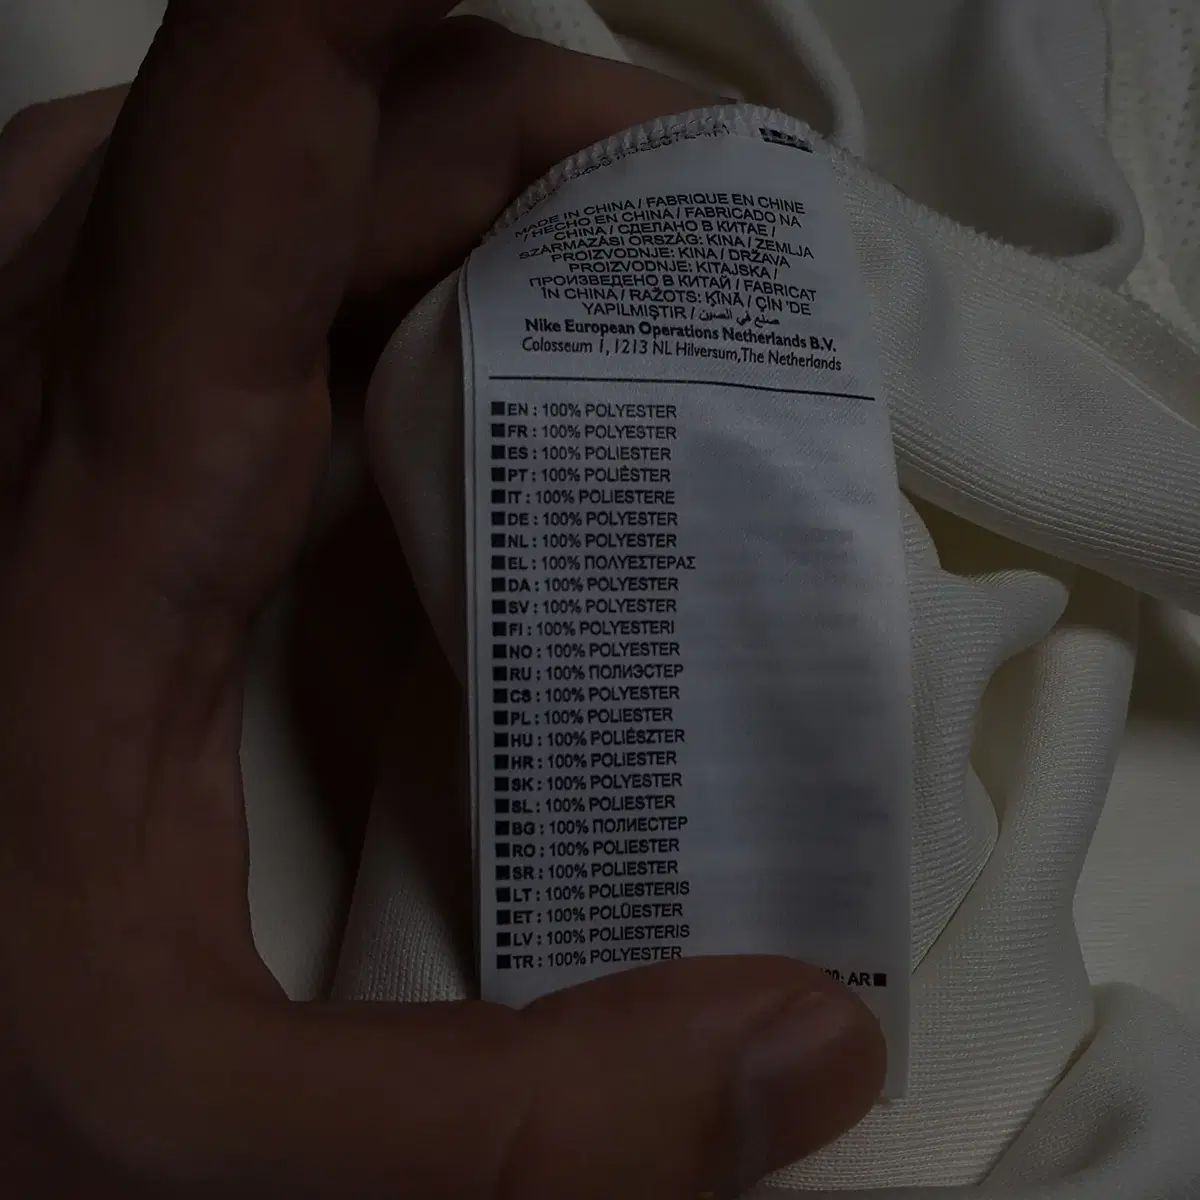 MADE IN CHINA / FABRIQUE EN CHINE
/ HECHO EN CHINA / FABRICADO NA
CHINA / СДЕЛАНО В КИТАЕ /
SZÁRMAZÁSI ORSZÁG: KINA / ZEMLJA
PROIZVODNJE: KINA / DRŽAVA
PROIZVODNJE: KITAJSKA /
ПРОИЗВЕДЕНО В КИТАЙ / FABRICAT
ÎN CHINA / RAŽOTS: ĶĪNĀ / ÇİN 'DE
YAPILMIŞTIR / صنع في الصين
Nike European Operations Netherlands B.V.
Colosseum 1, 1213 NL Hilversum, The Netherlands
EN : 100% POLYESTER
FR : 100% POLYESTER
ES : 100% POLIESTER
PT : 100% POLIÉSTER
IT : 100% POLIESTERE
DE : 100% POLYESTER
NL : 100% POLYESTER
EL : 100% ΠΟΛΥΕΣΤΕΡΑΣ
DA : 100% POLYESTER
SV : 100% POLYESTER
FI : 100% POLYESTERI
NO : 100% POLYESTER
RU : 100% ПОЛИЭСТЕР
CS : 100% POLYESTER
PL : 100% POLIESTER
HU : 100% POLIÉSZTER
HR : 100% POLIESTER
SK : 100% POLYESTER
SL : 100% POLIESTER
BG : 100% ПОЛИЕСТЕР
RO : 100% POLIESTER
SR : 100% POLIESTER
LT : 100% POLIESTERIS
ET : 100% POLÜESTER
LV : 100% POLIESTERIS
TR : 100% POLYESTER
: AR